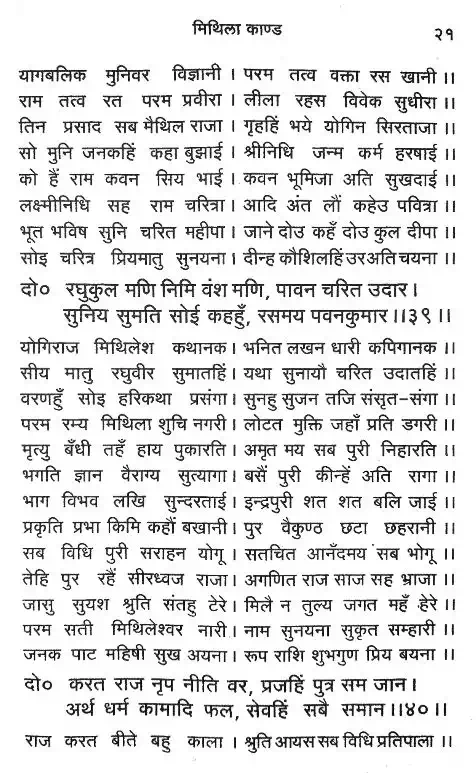 मिथिला काण्ड
२१
यागबलिक मुनिवर विज्ञानी। परम तत्व वक्ता रस खानी।।
राम तत्व रत परम प्रवीरा। लीला रहस विवेक सुधीरा।।
तिन प्रसाद सब मैथिल राजा। गृहहिं भये योगिन सिरताजा।।
सो मुनि जनकहिं कहा बुझाई। श्रीनिधि जन्म कर्म हरषाई।।
को हैं राम कवन सिय भाई। कवन भूमिजा अति सुखदाई।।
लक्ष्मीनिधि सह राम चरित्रा। आदि अंत लौं कहेउ पवित्रा।।
भूत भविष सुनि चरित महीपा। जाने दोउ कहँ दोउ कुल दीपा।।
सोइ चरित्र प्रियमातु सुनयना। दीन्ह कौशिलहिं उर अति चयना।।
दो० रघुकुल मणि निमि वंश मणि, पावन चरित उदार।
सुनिय सुमति सोई कहहुँ, रसमय पवनकुमार।।३९।।
योगिराज मिथिलेश कथानक। भनित लखन धारी कपिगानक।।
सीय मातु रघुवीर सुमातहिं। यथा सुनायौ चरित उदातहिं।।
वरणहुँ सोइ हरिकथा प्रसंगा। सुनहु सुजन तजि संसृत-संगा।।
परम रम्य मिथिला शुचि नगरी। लोटत मुक्ति जहाँ प्रति डगरी।।
मृत्यु बँधी तहँ हाय पुकारति। अमृत मय सब पुरी निहारति।।
भगति ज्ञान वैराग्य सुत्यागा। बसैं पुरी कीन्हें अति रागा।।
भाग विभव लखि सुन्दरताई। इन्द्रपुरी शत शत बलि जाई।।
प्रकृति प्रभा किमि कहौं बखानी। पुर वैकुण्ठ छटा छहरानी।।
सब विधि पुरी सराहन योगू। सतचित आनँदमय सब भोगू।।
तेहि पुर रहैं सीरध्वज राजा। अगणित राज साज सह भ्राजा।।
जासु सुयश श्रुति संतहु टेरे। मिलै न तुल्य जगत महँ हेरे।।
परम सती मिथिलेश्वर नारी। नाम सुनयना सुकृत सम्हारी।।
जनक पाट महिषी सुख अयना। रूप राशि शुभगुण प्रिय बयना।।
दो० करत राज नृप नीति वर, प्रजहिं पुत्र सम जान।
अर्थ धर्म कामादि फल, सेवहिं सबै समान।।४०।।
राज करत बीते बहु काला। श्रुति आयस सब विधि प्रतिपाला।।